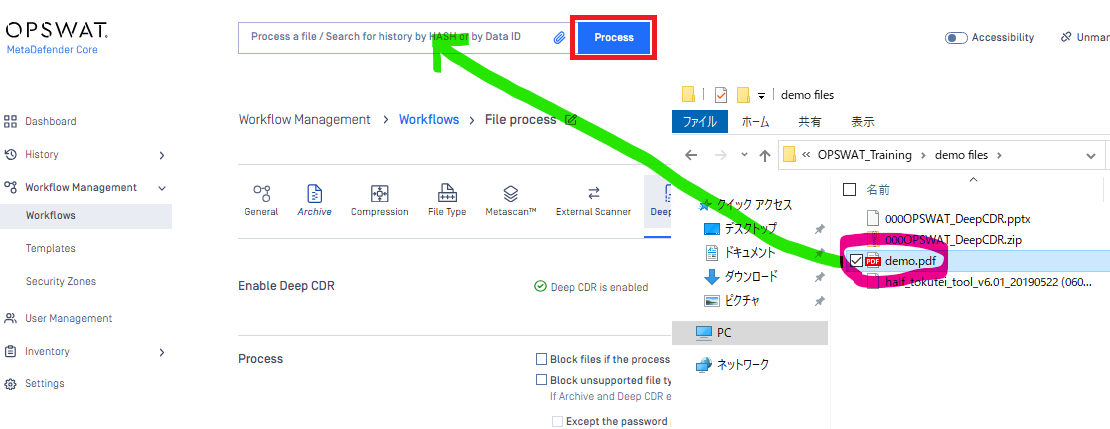 OPSWAT.
MetaDefender Core
Process a file / Search for history by HASH or by Data ID
Process
Accessibility
Unman
Dashboard
History
Workflow Management
Workflows
Templates
Security Zones
User Management
Inventory
Settings
Workflow Management > Workflows > File process
General
Archive
Compression
File Type
Metascan™
External Scanner
Deep
Enable Deep CDR
Deep CDR is enabled
Process
Block files if the process
Block unsupported file ty
If Archive and Deep CDR e
Except the password
demo files
ファイル
ホーム
共有
表示
« OPSWAT_Training > demo files >
名前
クイック アクセス
デスクトップ
ドキュメント
ダウンロード
ピクチャ
PC
ネットワーク
000OPSWAT_DeepCDR.pptx
000OPSWAT_DeepCDR.zip
demo.pdf
half_tokutei_tool_v6.01_20190522 (060...